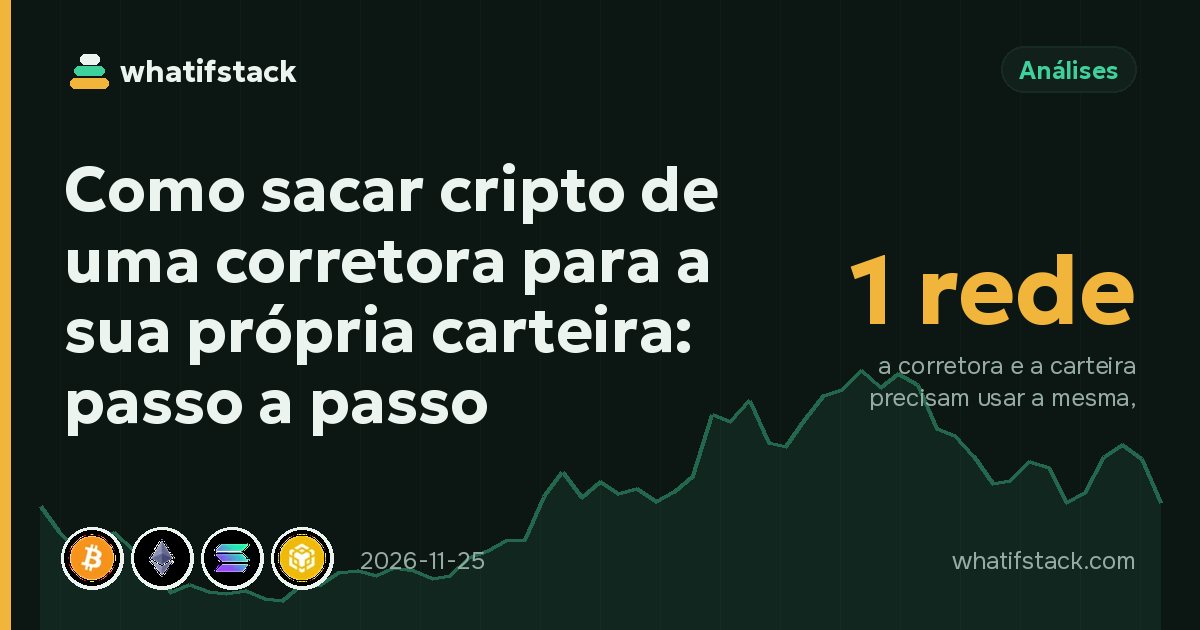 whatifstack
Análises
Como sacar cripto de
uma corretora para a
sua própria carteira:
passo a passo
1 rede
a corretora e a carteira
precisam usar a mesma,
2026-11-25
whatifstack.com